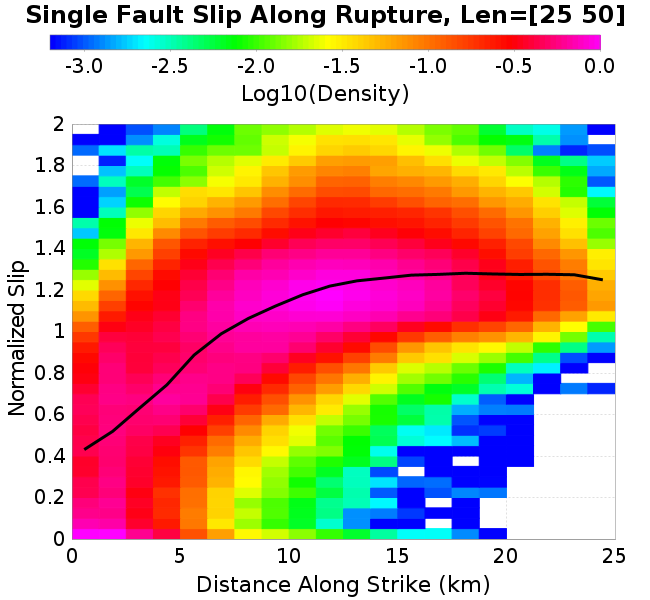 Single Fault Slip Along Rupture, Len=[25 50]
-3.0 -2.5 -2.0 -1.5 -1.0 -0.5 0.0
Log10(Density)
2
1.8
1.6
1.4
1.2
1
0.8
0.6
0.4
0.2
0
Normalized Slip
0 5 10 15 20 25
Distance Along Strike (km)